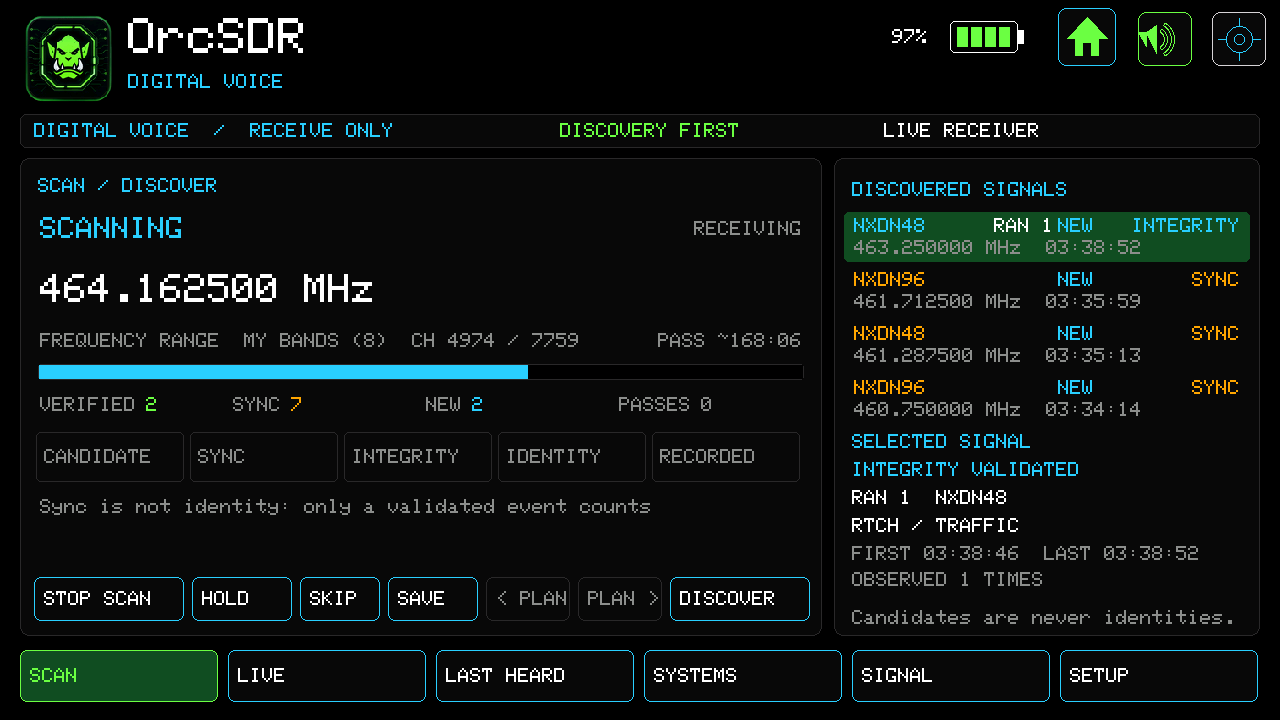 OrcSDR
DIGITAL VOICE
97%
DIGITAL VOICE / RECEIVE ONLY DISCOVERY FIRST LIVE RECEIVER
SCAN / DISCOVER
SCANNING RECEIVING
464.162500 MHz
FREQUENCY RANGE MY BANDS (8) CH 4974 / 7759 PASS ~168:06
VERIFIED 2 SYNC 7 NEW 2 PASSES 0
CANDIDATE SYNC INTEGRITY IDENTITY RECORDED
Sync is not identity: only a validated event counts
STOP SCAN HOLD SKIP SAVE < PLAN PLAN > DISCOVER
DISCOVERED SIGNALS
NXDN48 RAN 1 NEW INTEGRITY
463.250000 MHz 03:38:52
NXDN96 NEW SYNC
461.712500 MHz 03:35:59
NXDN48 NEW SYNC
461.287500 MHz 03:35:13
NXDN96 NEW SYNC
460.750000 MHz 03:34:14
SELECTED SIGNAL
INTEGRITY VALIDATED
RAN 1 NXDN48
RTCH / TRAFFIC
FIRST 03:38:46 LAST 03:38:52
OBSERVED 1 TIMES
Candidates are never identities.
SCAN LIVE LAST HEARD SYSTEMS SIGNAL SETUP